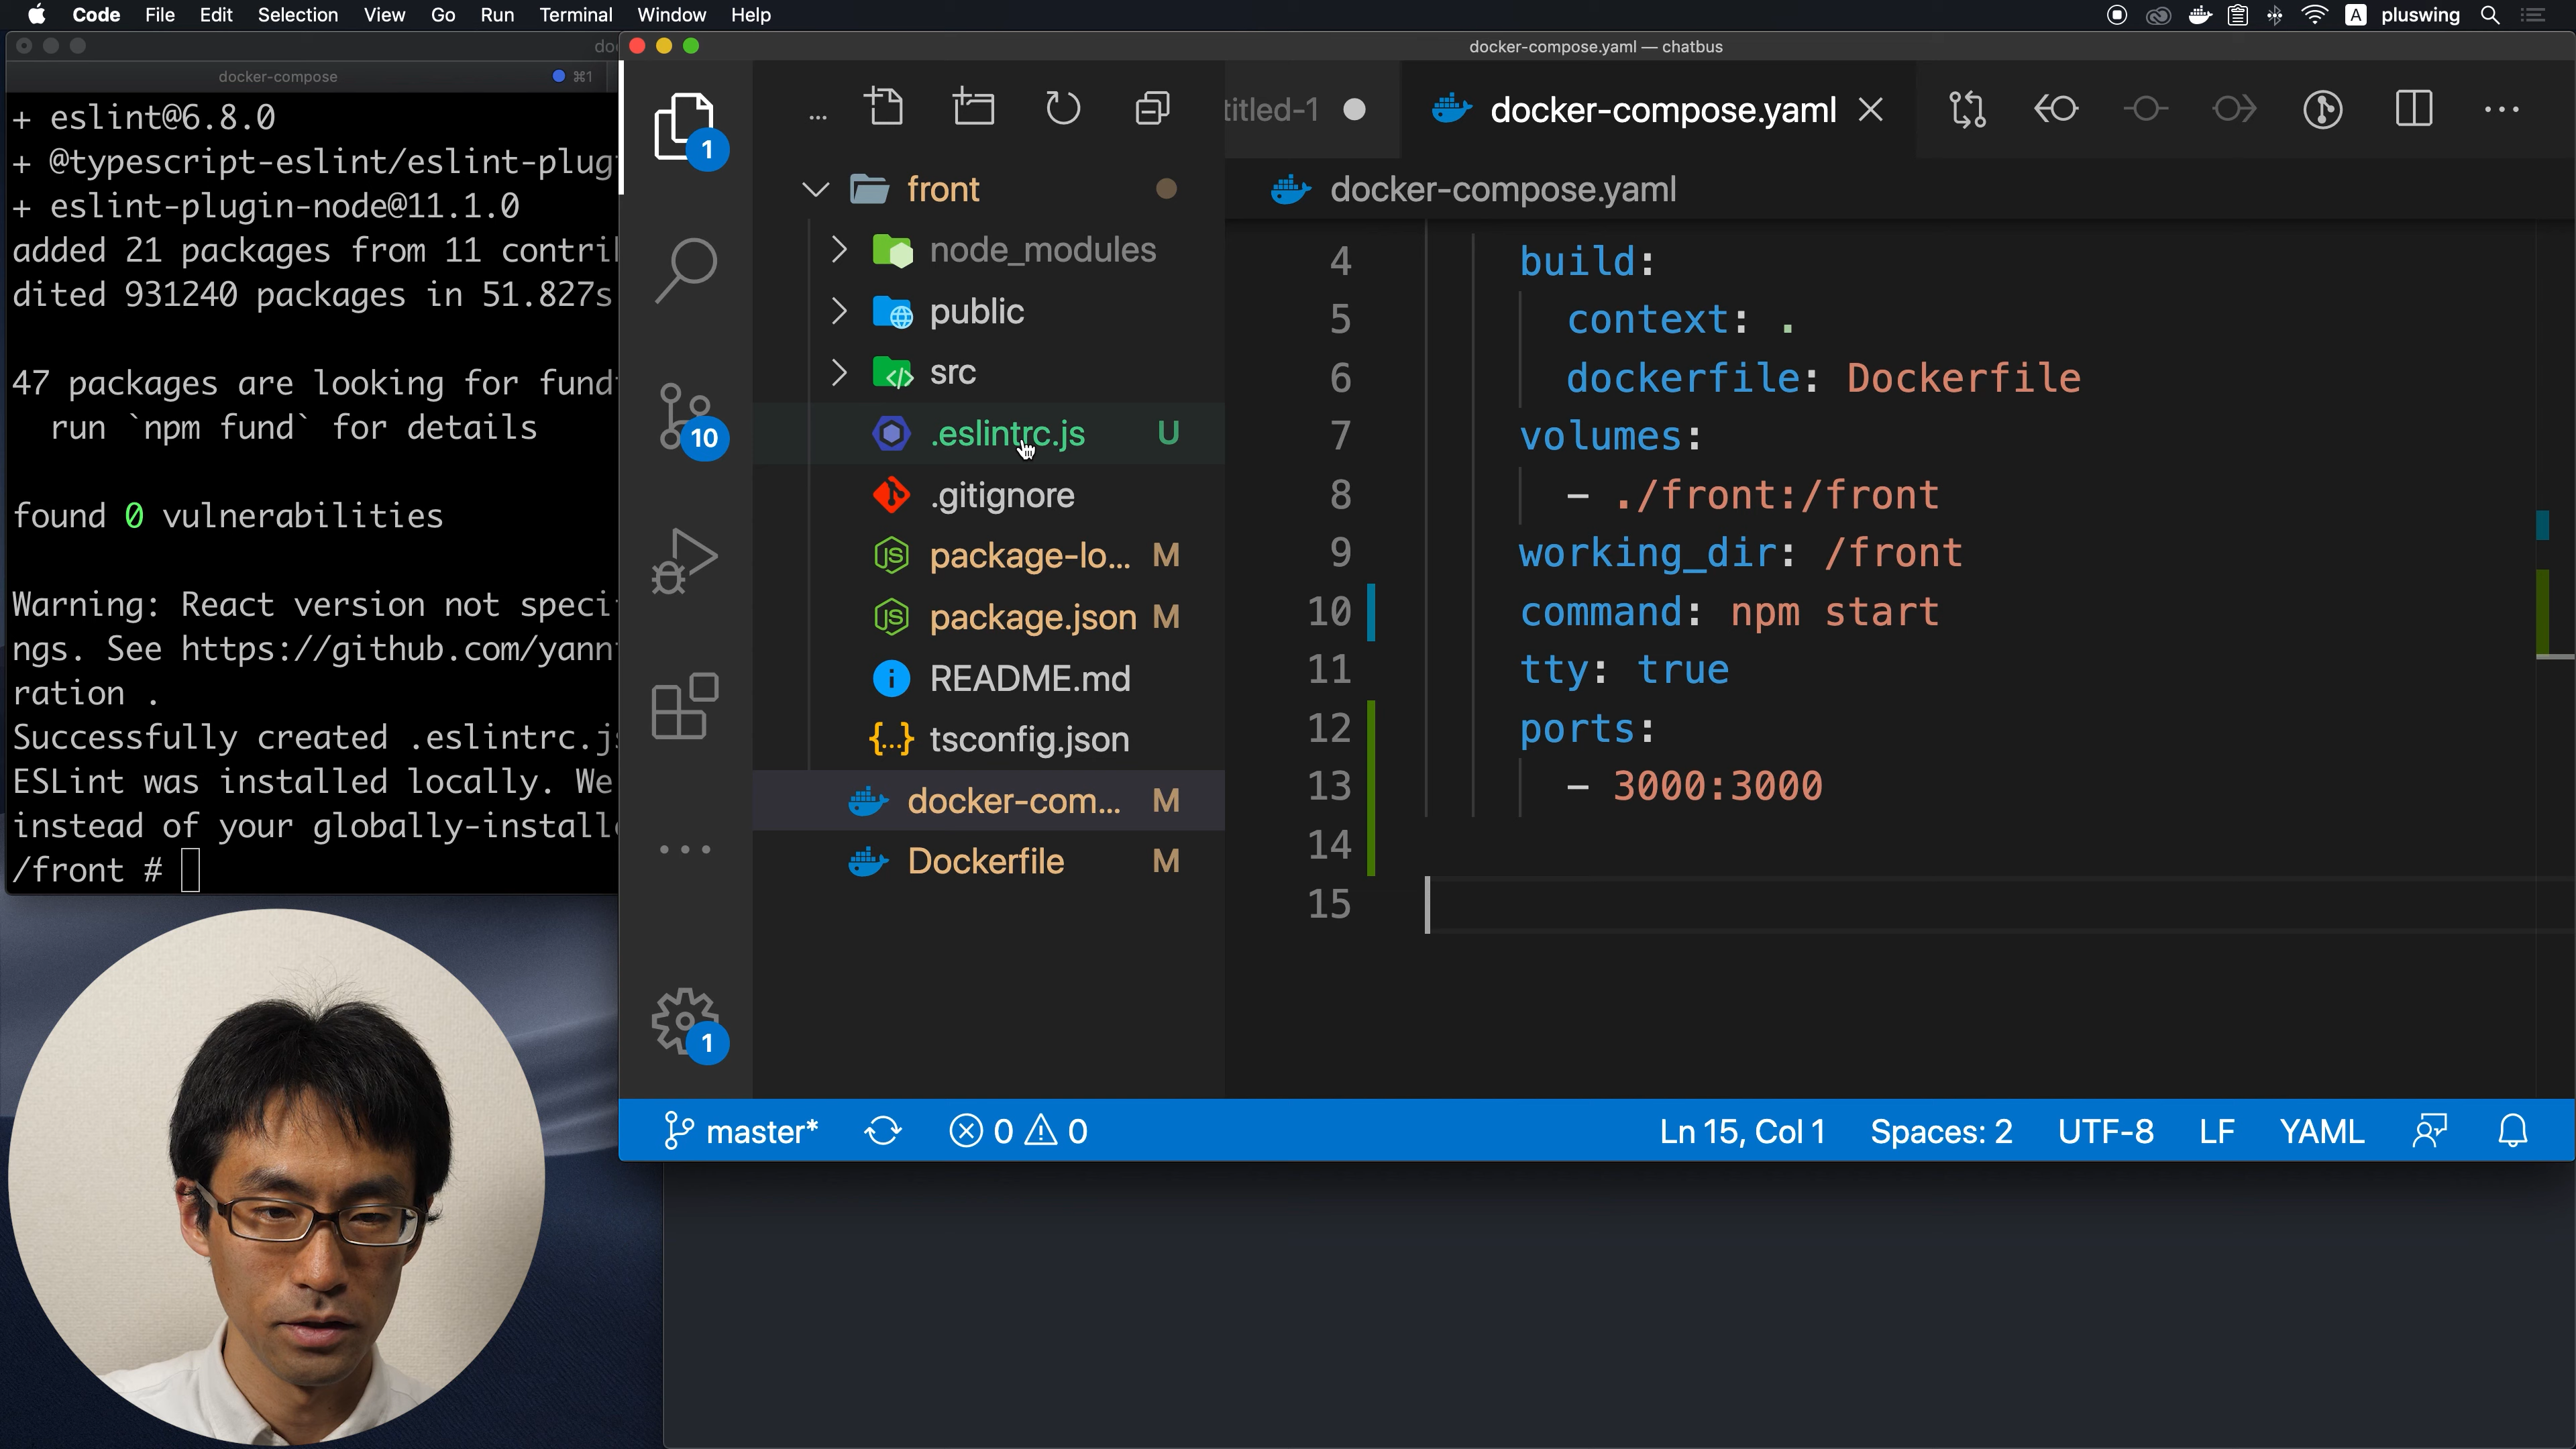 Code File Edit Selection View Go Run Terminal Window Help
A pluswing
docker-compose ⌘1
+ eslint@6.8.0
+ @typescript-eslint/eslint-plug
+ eslint-plugin-node@11.1.0
added 21 packages from 11 contri
dited 931240 packages in 51.827s
47 packages are looking for fund
run `npm fund` for details
found 0 vulnerabilities
Warning: React version not speci
ngs. See https://github.com/yann
ration .
Successfully created .eslintrc.j
ESLint was installed locally. We
instead of your globally-install
/front #
docker-compose.yaml — chatbus
1
10
...
1
...
front
node_modules
public
src
.eslintrc.js U
.gitignore
package-lo... M
package.json M
README.md
tsconfig.json
docker-com... M
Dockerfile M
titled-1
docker-compose.yaml
...
docker-compose.yaml
4 build:
5 context: .
6 dockerfile: Dockerfile
7 volumes:
8 - ./front:/front
9 working_dir: /front
10 command: npm start
11 tty: true
12 ports:
13 - 3000:3000
14
15
master* 0 0
Ln 15, Col 1 Spaces: 2 UTF-8 LF YAML